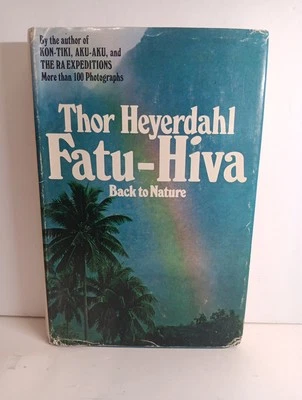 By the author of
KON-TIKI, AKU-AKU, and
THE RA EXPEDITIONS
More than 100 Photographs
Thor Heyerdahl
Fatu-Hiva
Back to Nature